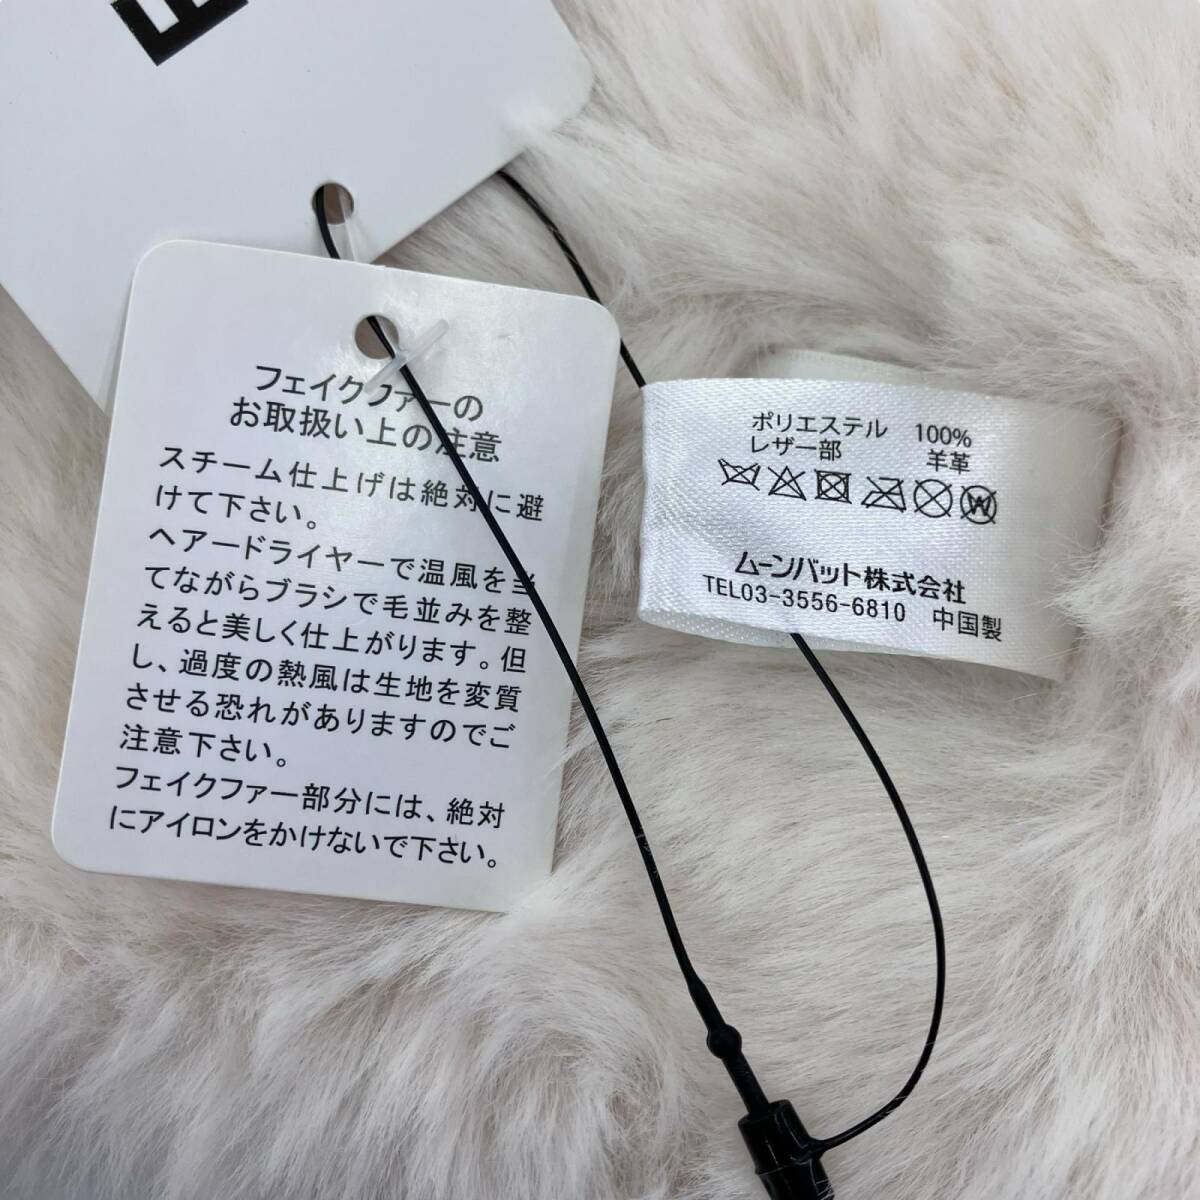 フェイクファーの
お取扱い上の注意
スチーム仕上げは絶対に避
けて下さい。
ヘアードライヤーで温風を当
てながらブラシで毛並みを整
えると美しく仕上がります。但
し、過度の熱風は生地を変質
させる恐れがありますのでご
注意下さい。
フェイクファー部分には、絶対
にアイロンをかけないで下さい。
ポリエステル 100%
レザー部 羊革
W
ムーンバット株式会社
TEL03-3556-6810 中国製